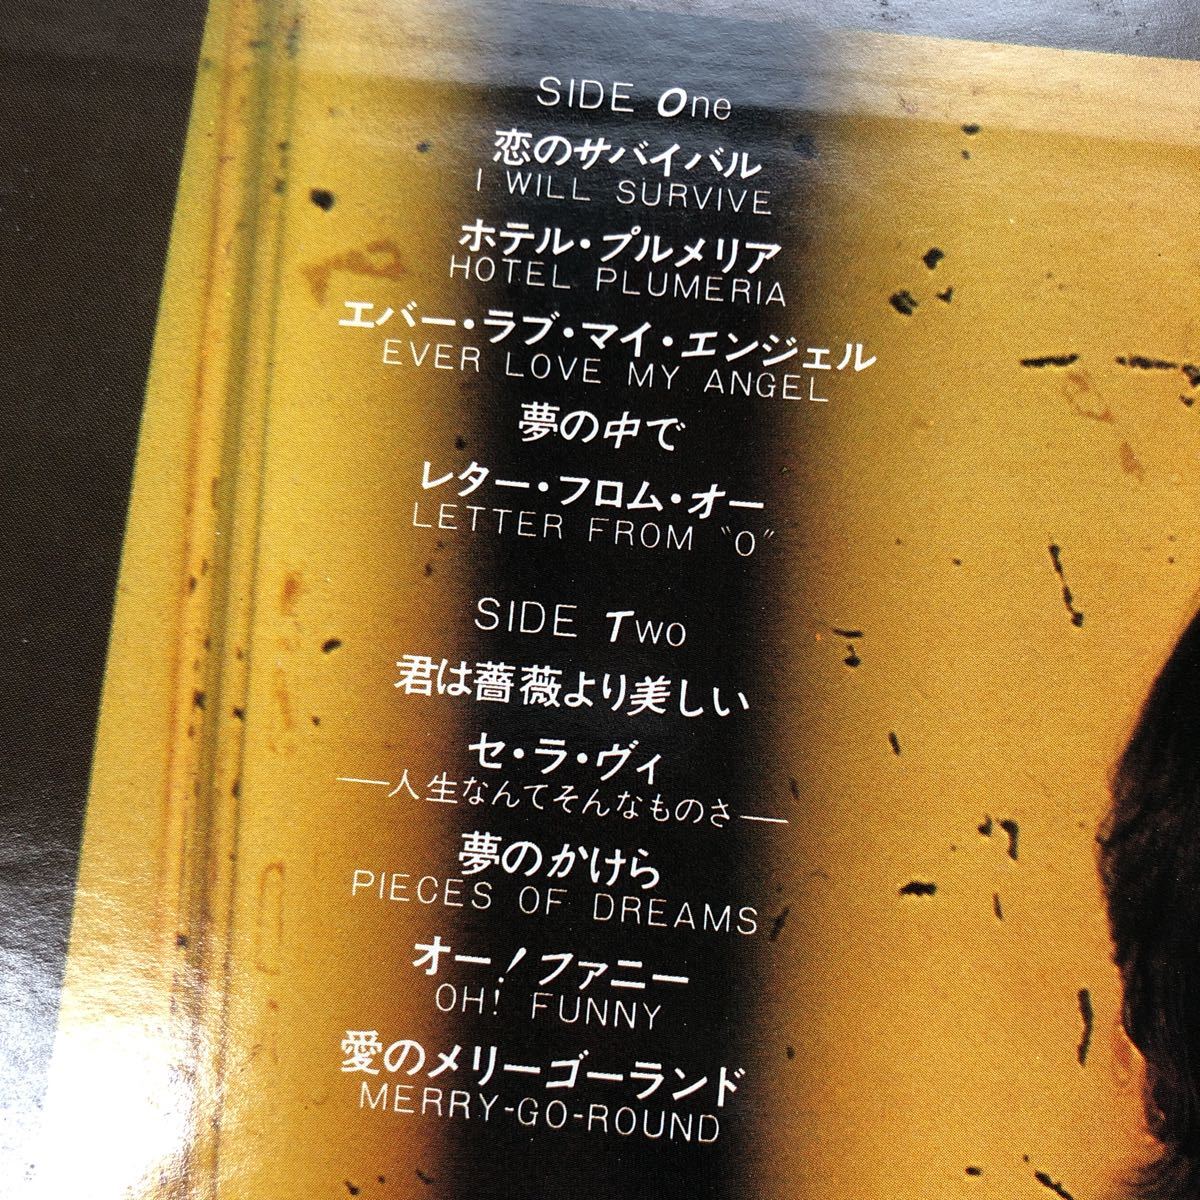 SIDE One
恋のサバイバル
I WILL SURVIVE
ホテル・プルメリア
HOTEL PLUMERIA
エバー・ラブ・マイ・エンジェル
EVER LOVE MY ANGEL
夢の中で
レター・フロム・オー
LETTER FROM "O"
SIDE Two
君は薔薇より美しい
セ・ラ・ヴィ
―人生なんてそんなものさ―
夢のかけら
PIECES OF DREAMS
オー!ファニー
OH! FUNNY
愛のメリーゴーランド
MERRY-GO-ROUND